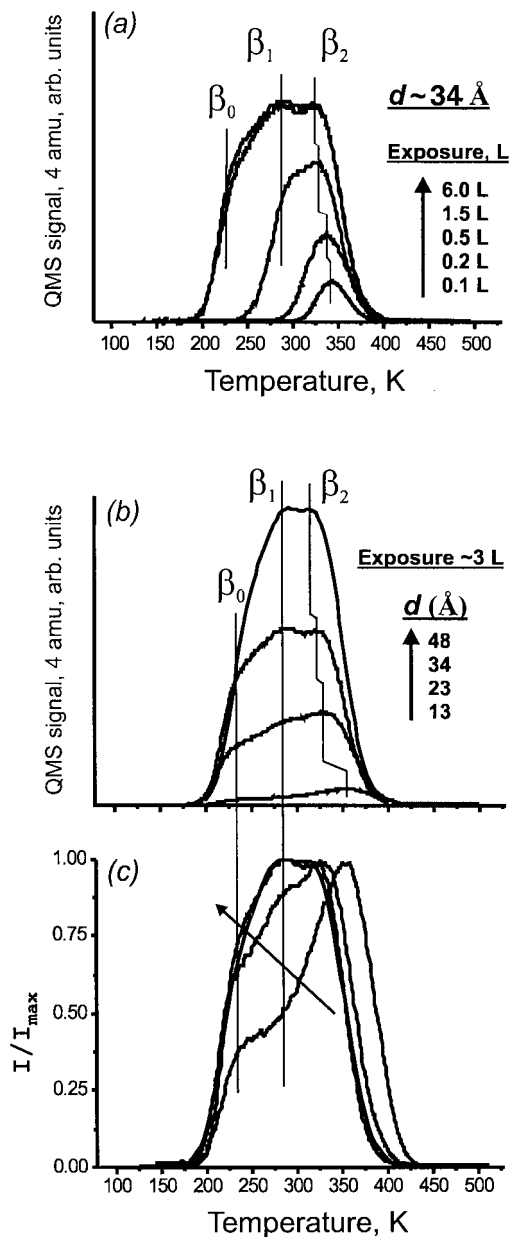 (a)
β1
β2
β0
d ~ 34 Å
Exposure, L
6.0 L
1.5 L
0.5 L
0.2 L
0.1 L
QMS signal, 4 amu, arb. units
100 150 200 250 300 350 400 450 500
Temperature, K
(b)
β1
β2
β0
Exposure ~3 L
d (Å)
48
34
23
13
QMS signal, 4 amu, arb. units
(c)
1.00
0.75
0.50
0.25
0.00
I/Imax
100 150 200 250 300 350 400 450 500
Temperature, K